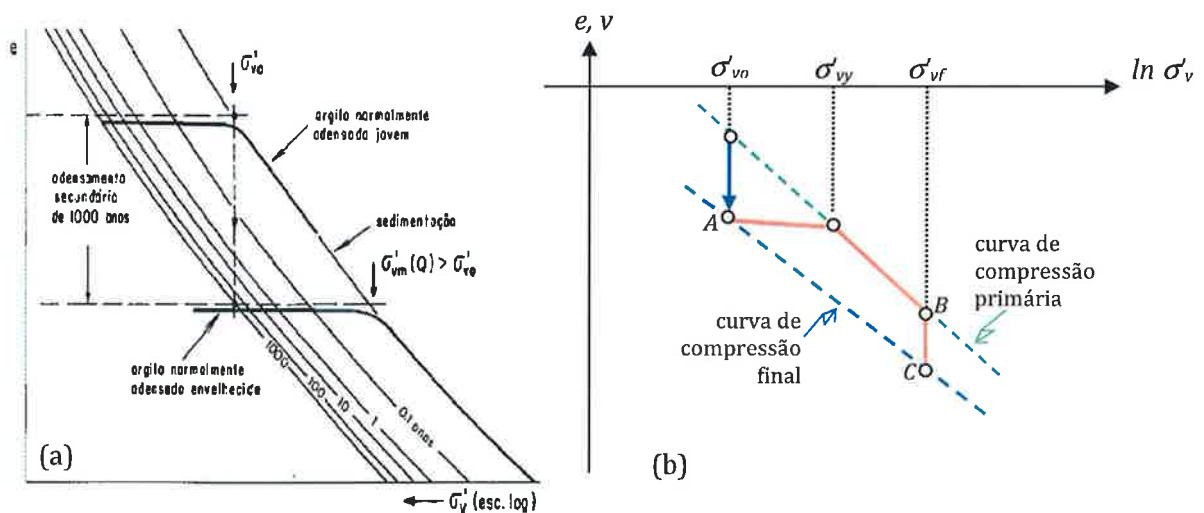 e
σ'vo
argila normalmente
adensada jovem
adensamento
secundário
de 1000 anos
sedimentação
σ'vm (Q) > σ'vo
argila normalmente
adensada envelhecida
1000
100
10
1
0.1 anos
(a)
σ'v (esc. log)
e, v
σ'vo
σ'vy
σ'vf
ln σ'v
A
B
C
curva de
compressão
primária
curva de
compressão
final
(b)